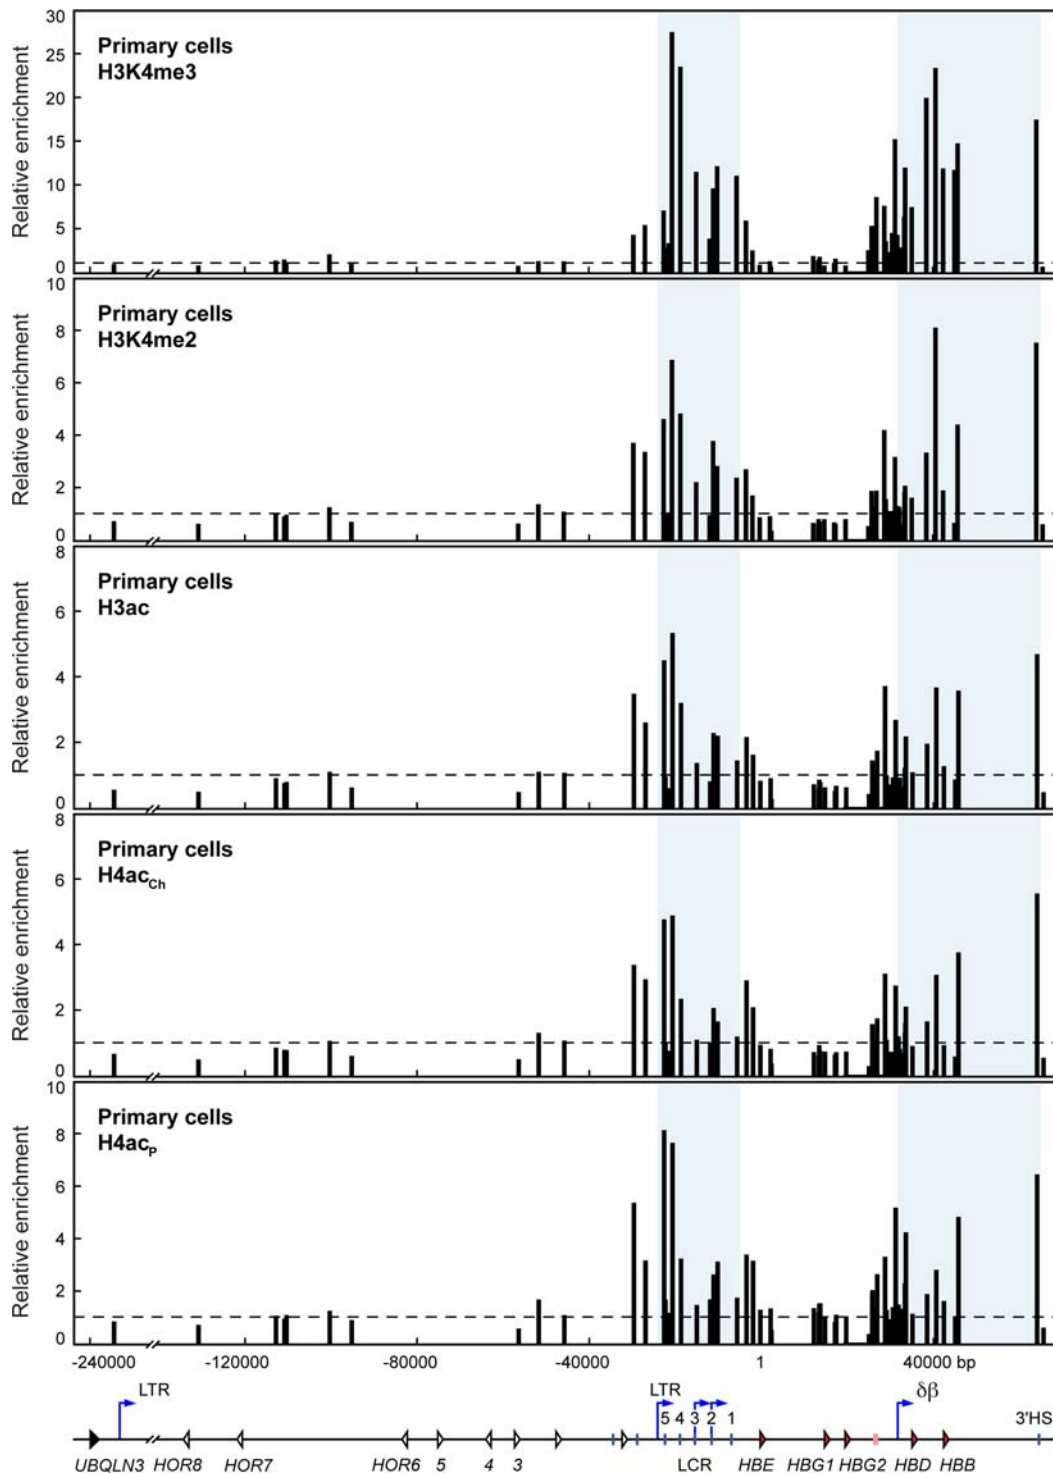 30
25
20
15
10
5
0
Relative enrichment
Primary cells
H3K4me3
10
8
6
4
2
0
Relative enrichment
Primary cells
H3K4me2
8
6
4
2
0
Relative enrichment
Primary cells
H3ac
8
6
4
2
0
Relative enrichment
Primary cells
H4acCh
10
8
6
4
2
0
Relative enrichment
Primary cells
H4acP
-240000 -120000 -80000 -40000 1 40000 bp
LTR LTR δβ
5 4 3 2 1 3'HS
UBQLN3 HOR8 HOR7 HOR6 5 4 3 LCR HBE HBG1 HBG2 HBD HBB